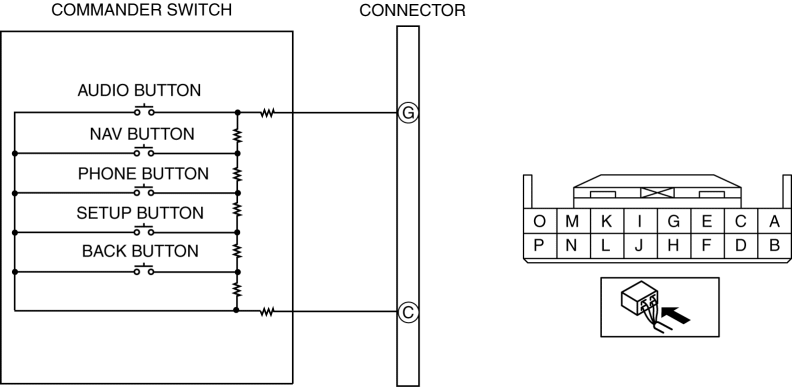 COMMANDER SWITCH
CONNECTOR
AUDIO BUTTON
G
NAV BUTTON
PHONE BUTTON
SETUP BUTTON
BACK BUTTON
C
O M K I G E C A
P N L J H F D B